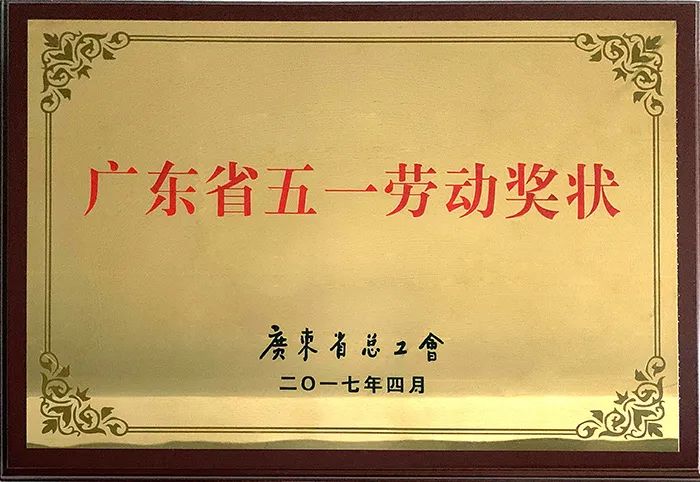 广东省五一劳动奖状
廣東省总工會
二〇一七年四月